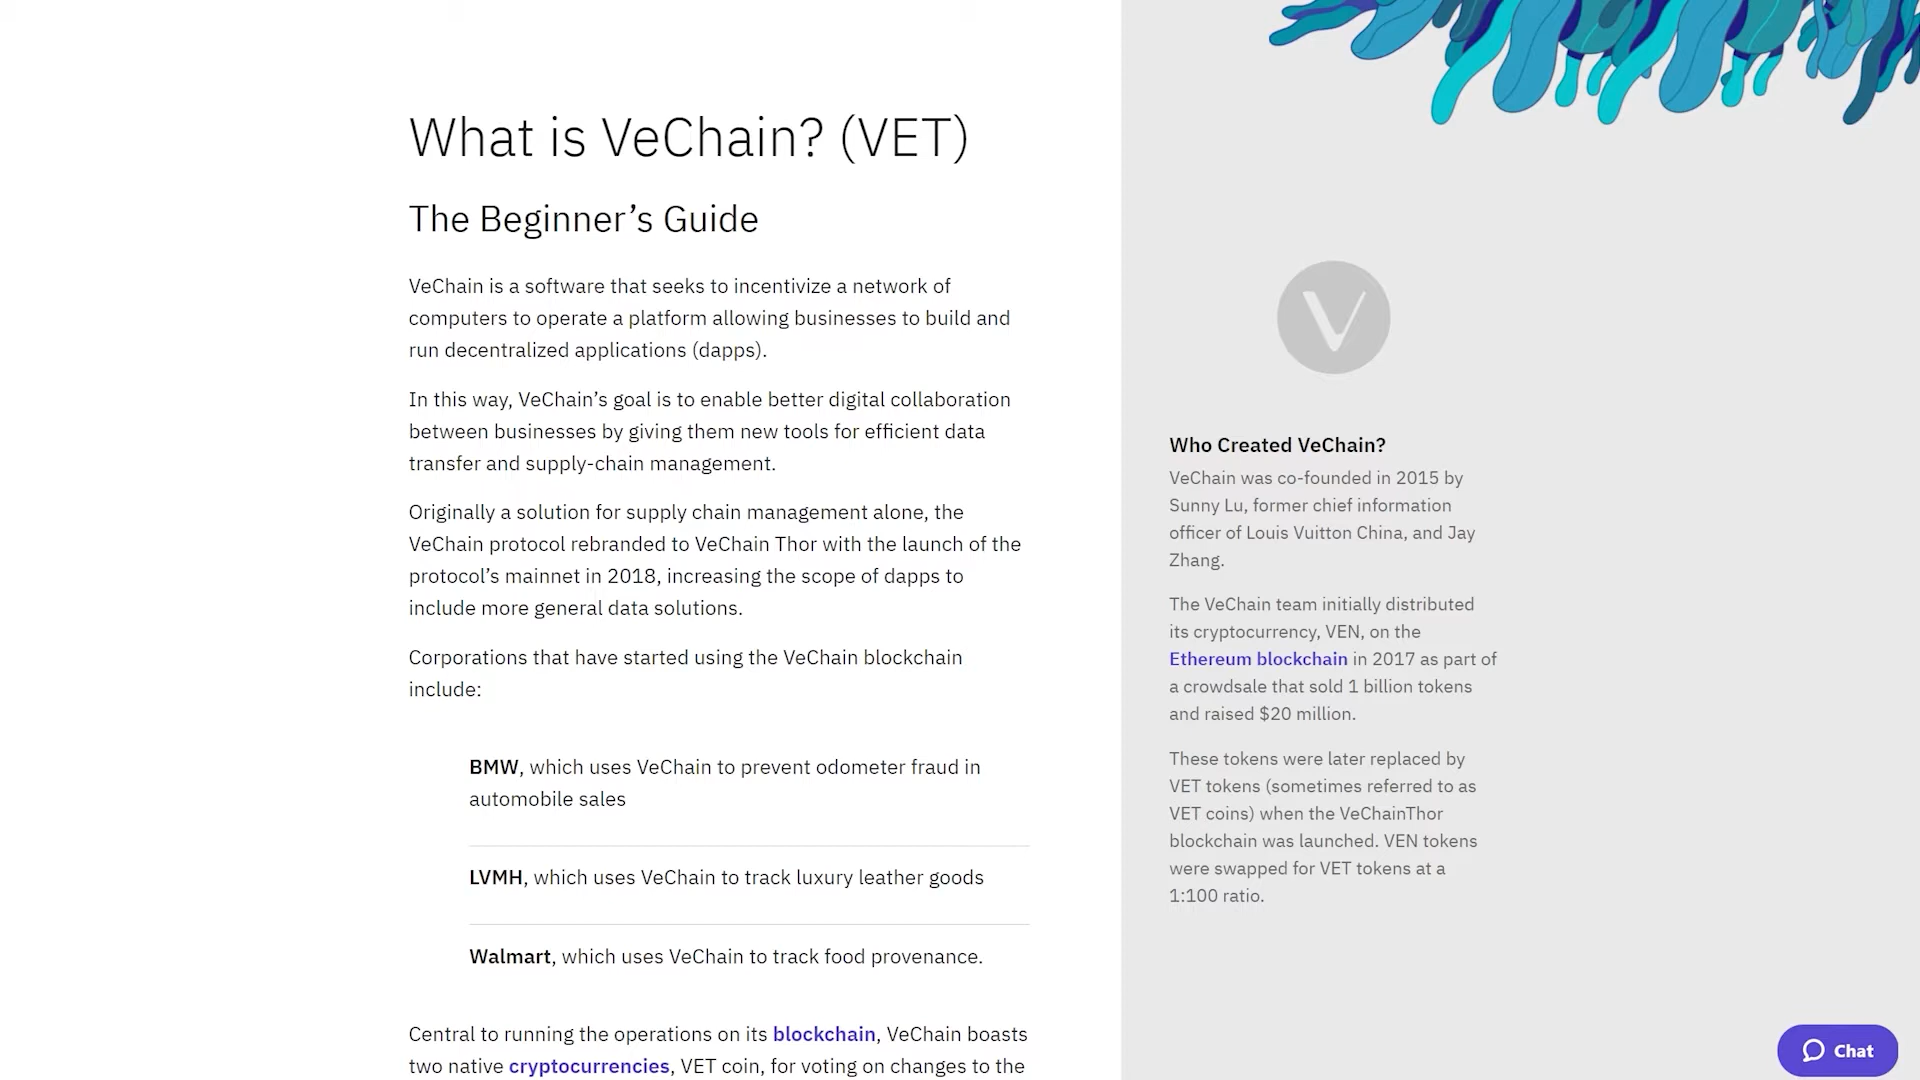 What is VeChain? (VET)
The Beginner’s Guide
VeChain is a software that seeks to incentivize a network of
computers to operate a platform allowing businesses to build and
run decentralized applications (dapps).
In this way, VeChain’s goal is to enable better digital collaboration
between businesses by giving them new tools for efficient data
transfer and supply-chain management.
Originally a solution for supply chain management alone, the
VeChain protocol rebranded to VeChain Thor with the launch of the
protocol’s mainnet in 2018, increasing the scope of dapps to
include more general data solutions.
Corporations that have started using the VeChain blockchain
include:
BMW, which uses VeChain to prevent odometer fraud in
automobile sales
LVMH, which uses VeChain to track luxury leather goods
Walmart, which uses VeChain to track food provenance.
Central to running the operations on its blockchain, VeChain boasts
two native cryptocurrencies, VET coin, for voting on changes to the
Who Created VeChain?
VeChain was co-founded in 2015 by
Sunny Lu, former chief information
officer of Louis Vuitton China, and Jay
Zhang.
The VeChain team initially distributed
its cryptocurrency, VEN, on the
Ethereum blockchain in 2017 as part of
a crowdsale that sold 1 billion tokens
and raised $20 million.
These tokens were later replaced by
VET tokens (sometimes referred to as
VET coins) when the VeChainThor
blockchain was launched. VEN tokens
were swapped for VET tokens at a
1:100 ratio.
Chat